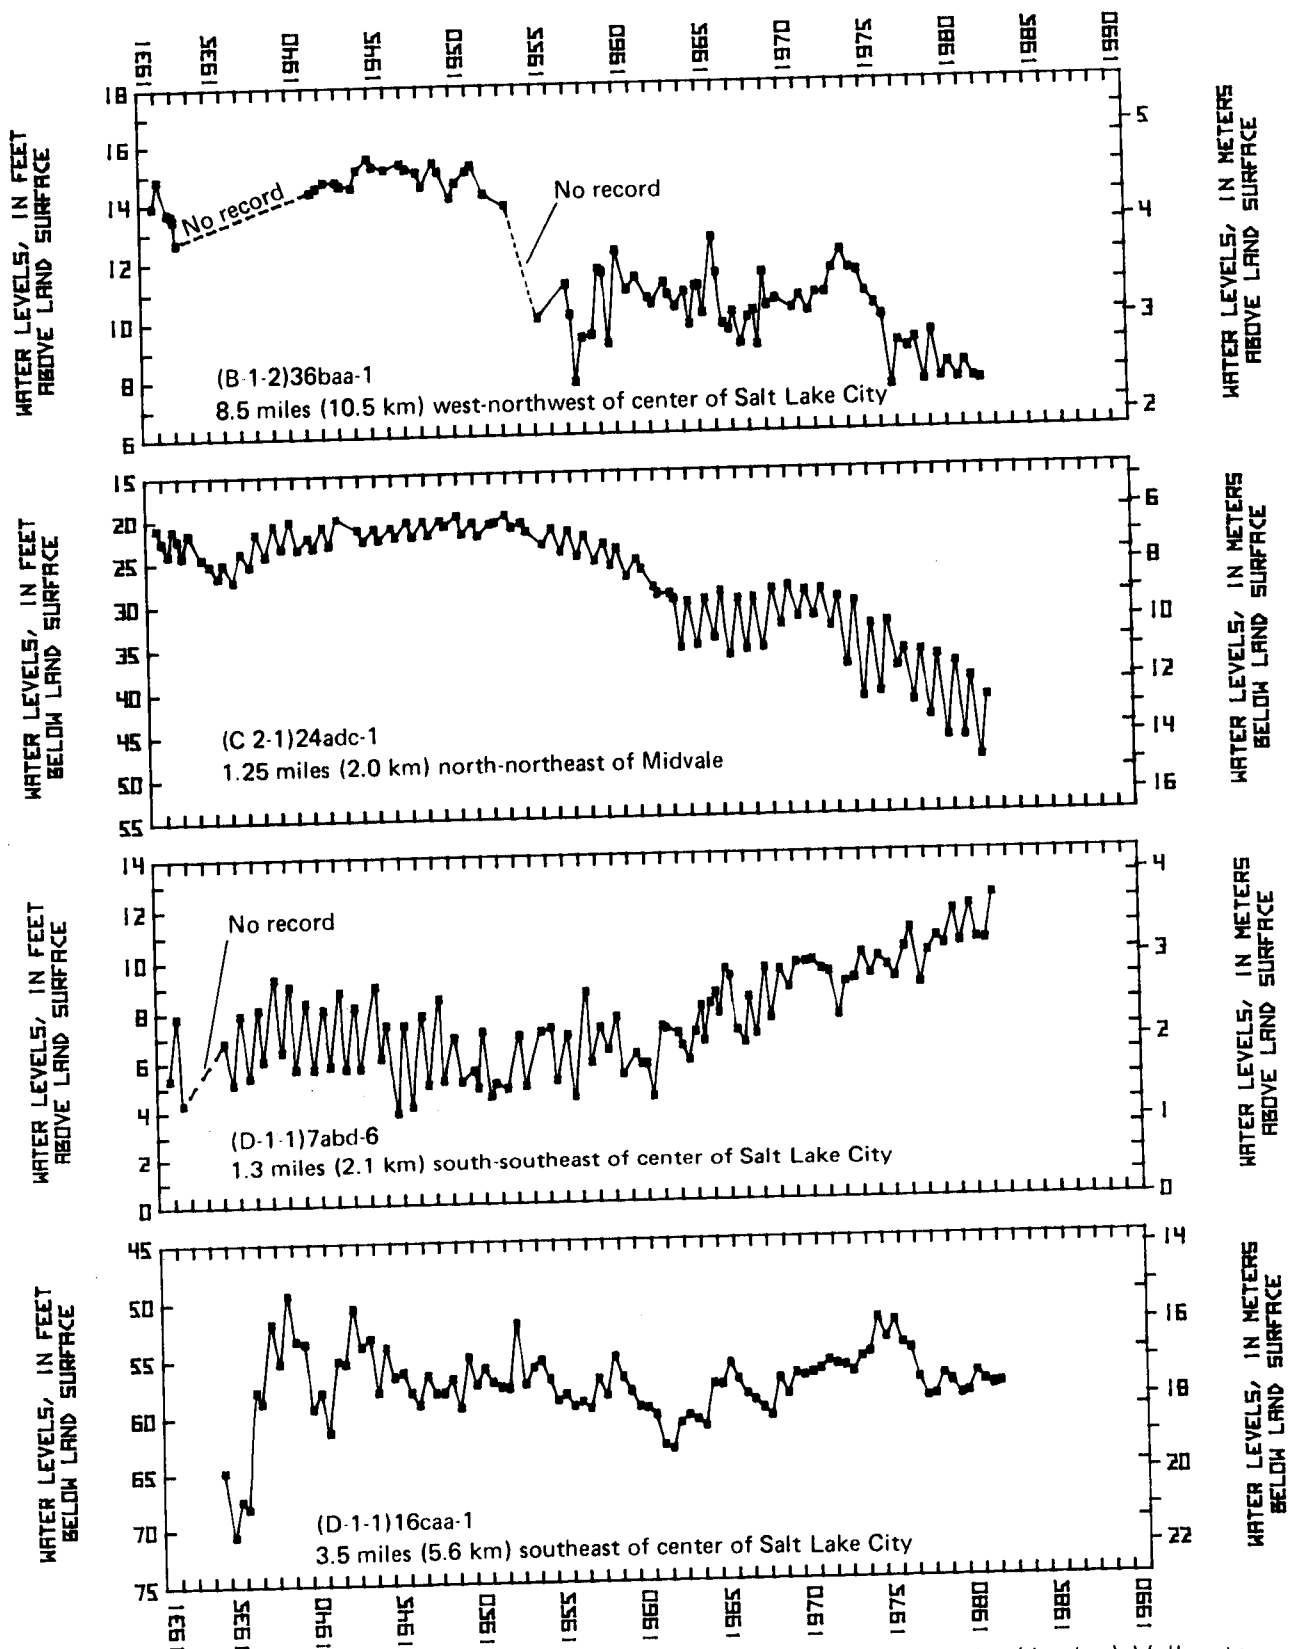 1931 1935 1940 1945 1950 1955 1960 1965 1970 1975 1980 1985 1990
WATER LEVELS, IN FEET
ABOVE LAND SURFACE
18
16
14
12
10
8
6
No record
No record
(B-1-2)36baa-1
8.5 miles (10.5 km) west-northwest of center of Salt Lake City
5
4
3
2
WATER LEVELS, IN METERS
ABOVE LAND SURFACE
WATER LEVELS, IN FEET
BELOW LAND SURFACE
15
20
25
30
35
40
45
50
55
(C 2-1)24adc-1
1.25 miles (2.0 km) north-northeast of Midvale
6
8
10
12
14
16
WATER LEVELS, IN METERS
BELOW LAND SURFACE
WATER LEVELS, IN FEET
ABOVE LAND SURFACE
14
12
10
8
6
4
2
0
No record
(D-1-1)7abd-6
1.3 miles (2.1 km) south-southeast of center of Salt Lake City
4
3
2
1
0
WATER LEVELS, IN METERS
ABOVE LAND SURFACE
WATER LEVELS, IN FEET
BELOW LAND SURFACE
45
50
55
60
65
70
75
(D-1-1)16caa-1
3.5 miles (5.6 km) southeast of center of Salt Lake City
14
16
18
20
22
WATER LEVELS, IN METERS
BELOW LAND SURFACE
1931 1935 1940 1945 1950 1955 1960 1965 1970 1975 1980 1985 1990